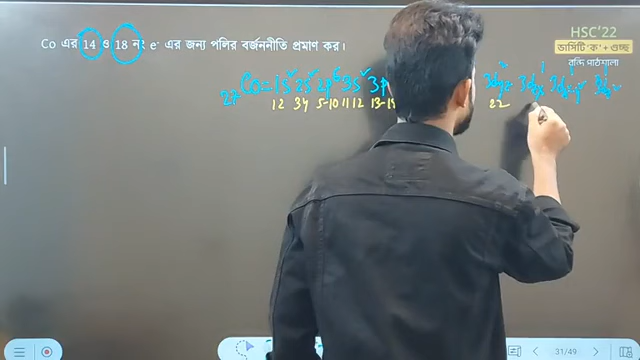 HSC'22
ভার্সিটি 'ক' + গুচ্ছ
বন্দি পাঠশালা
Co এর 14 ও 18 নং e⁻ এর জন্য পলির বর্জননীতি প্রমাণ কর।
₂₇Co = 1s² 2s² 2p⁶ 3s² 3p
12 34 5-10 11 12 13-18
22
31/49